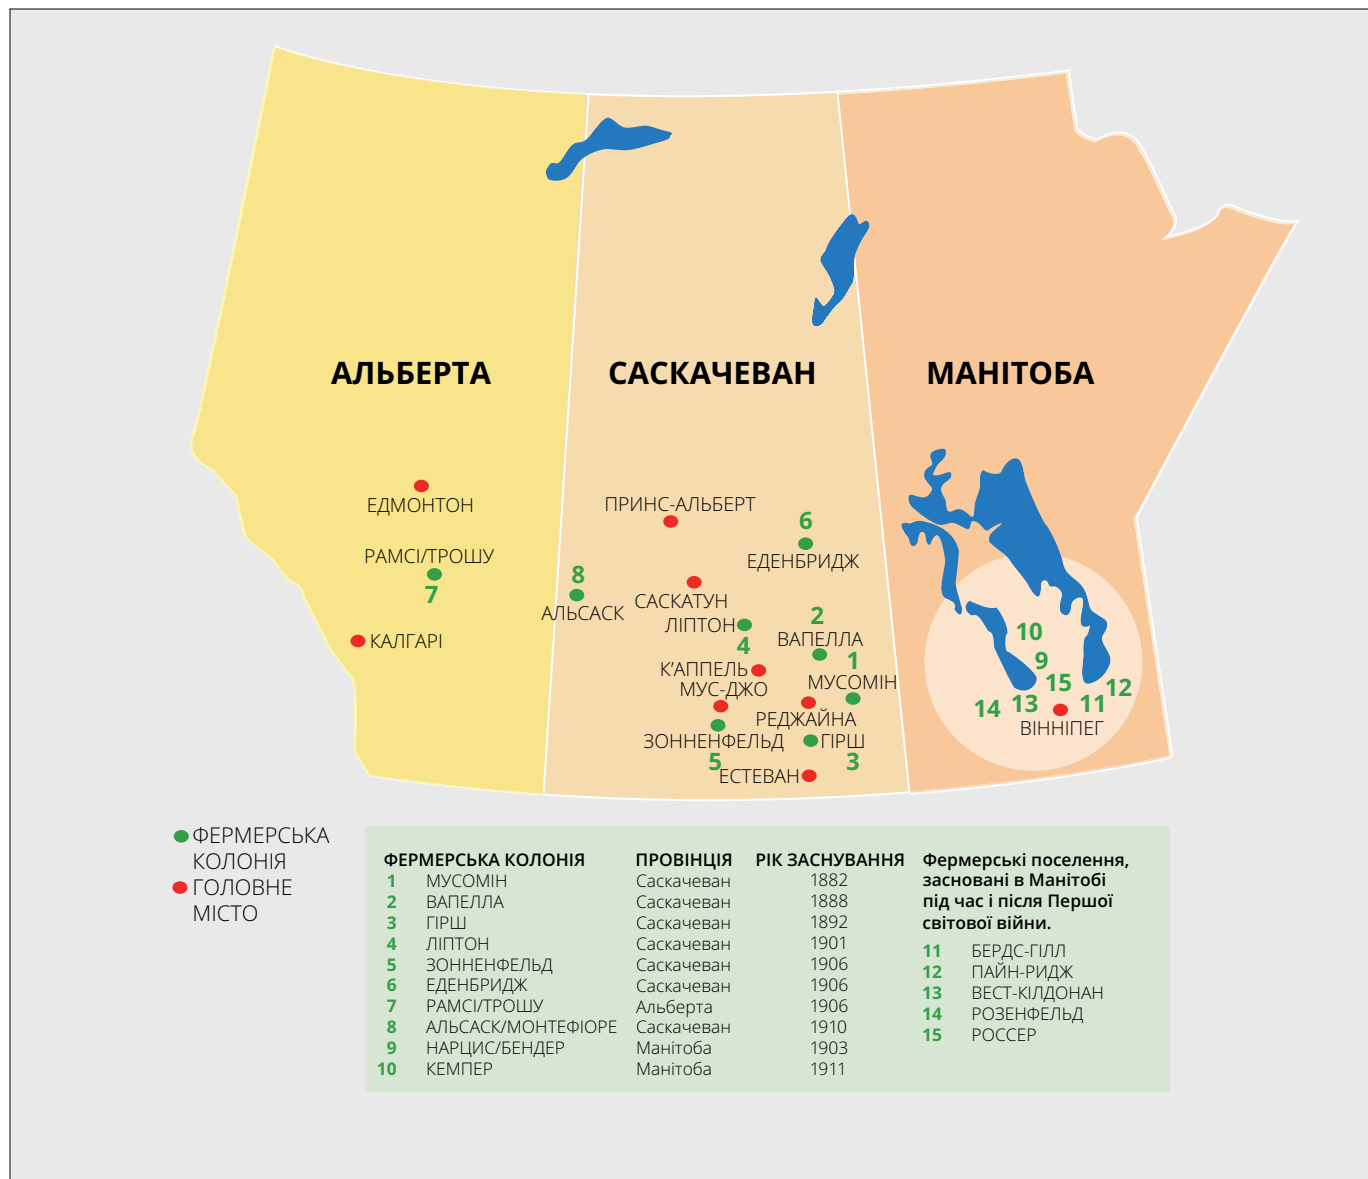 АЛЬБЕРТА
САСКАЧЕВАН
МАНІТОБА
ЕДМОНТОН
РАМСІ/ТРОШУ
7
КАЛГАРІ
ПРИНС-АЛЬБЕРТ
6
ЕДЕНБРИДЖ
8
АЛЬСАСК
САСКАТУН
ЛІПТОН
4
2
ВАПЕЛЛА
К'АППЕЛЬ
1
МУСОМІН
МУС-ДЖО
РЕДЖАЙНА
ЗОННЕНФЕЛЬД
5
ГІРШ
3
ЕСТЕВАН
10
9
15
12
14
13
11
ВІННІПЕГ
ФЕРМЕРСЬКА
КОЛОНІЯ
ГОЛОВНЕ
МІСТО
ФЕРМЕРСЬКА КОЛОНІЯ ПРОВІНЦІЯ РІК ЗАСНУВАННЯ
1 МУСОМІН Саскачеван 1882
2 ВАПЕЛЛА Саскачеван 1888
3 ГІРШ Саскачеван 1892
4 ЛІПТОН Саскачеван 1901
5 ЗОННЕНФЕЛЬД Саскачеван 1906
6 ЕДЕНБРИДЖ Саскачеван 1906
7 РАМСІ/ТРОШУ Альберта 1906
8 АЛЬСАСК/МОНТЕФІОРЕ Саскачеван 1910
9 НАРЦИС/БЕНДЕР Манітоба 1903
10 КЕМПЕР Манітоба 1911
Фермерські поселення,
засновані в Манітобі
під час і після Першої
світової війни.
11 БЕРДС-ГІЛЛ
12 ПАЙН-РИДЖ
13 ВЕСТ-КІЛДОНАН
14 РОЗЕНФЕЛЬД
15 РОССЕР